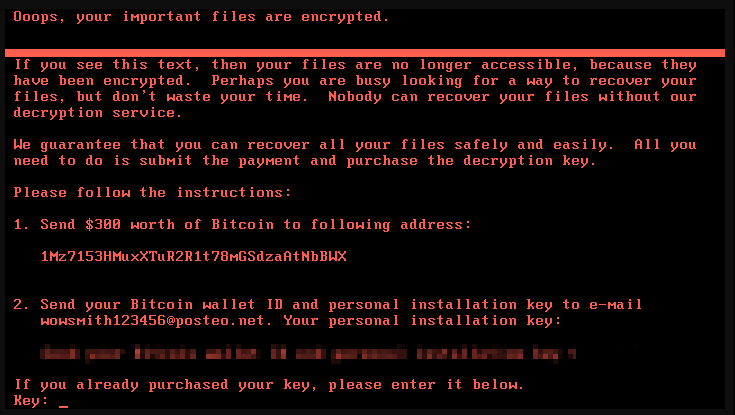 Ooops, your important files are encrypted.
If you see this text, then your files are no longer accessible, because they
have been encrypted.  Perhaps you are busy looking for a way to recover your
files, but don't waste your time.  Nobody can recover your files without our
decryption service.
We guarantee that you can recover all your files safely and easily.  All you
need to do is submit the payment and purchase the decryption key.
Please follow the instructions:
1. Send $300 worth of Bitcoin to following address:
1Mz7153HMuxXTuR2R1t78mGSdzaAtNbBWX
2. Send your Bitcoin wallet ID and personal installation key to e-mail
wowsmith123456@posteo.net. Your personal installation key:
If you already purchased your key, please enter it below.
Key: _